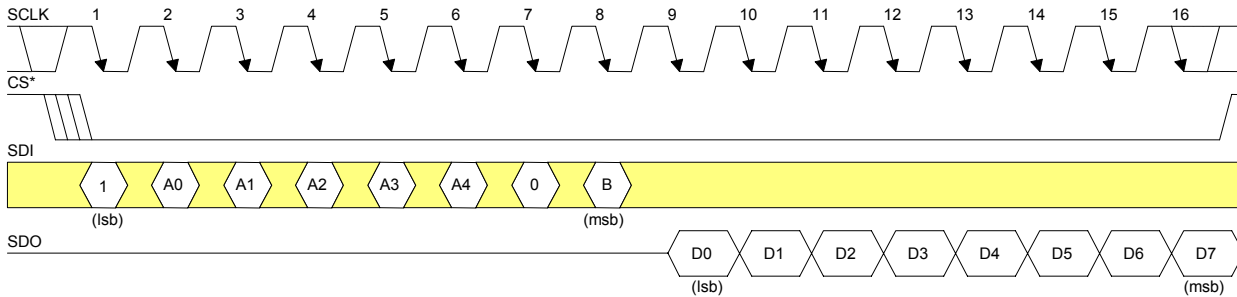 SCLK 1 2 3 4 5 6 7 8 9 10 11 12 13 14 15 16
CS*
SDI
1 A0 A1 A2 A3 A4 0 B
(lsb) (msb)
SDO
D0 D1 D2 D3 D4 D5 D6 D7
(lsb) (msb)